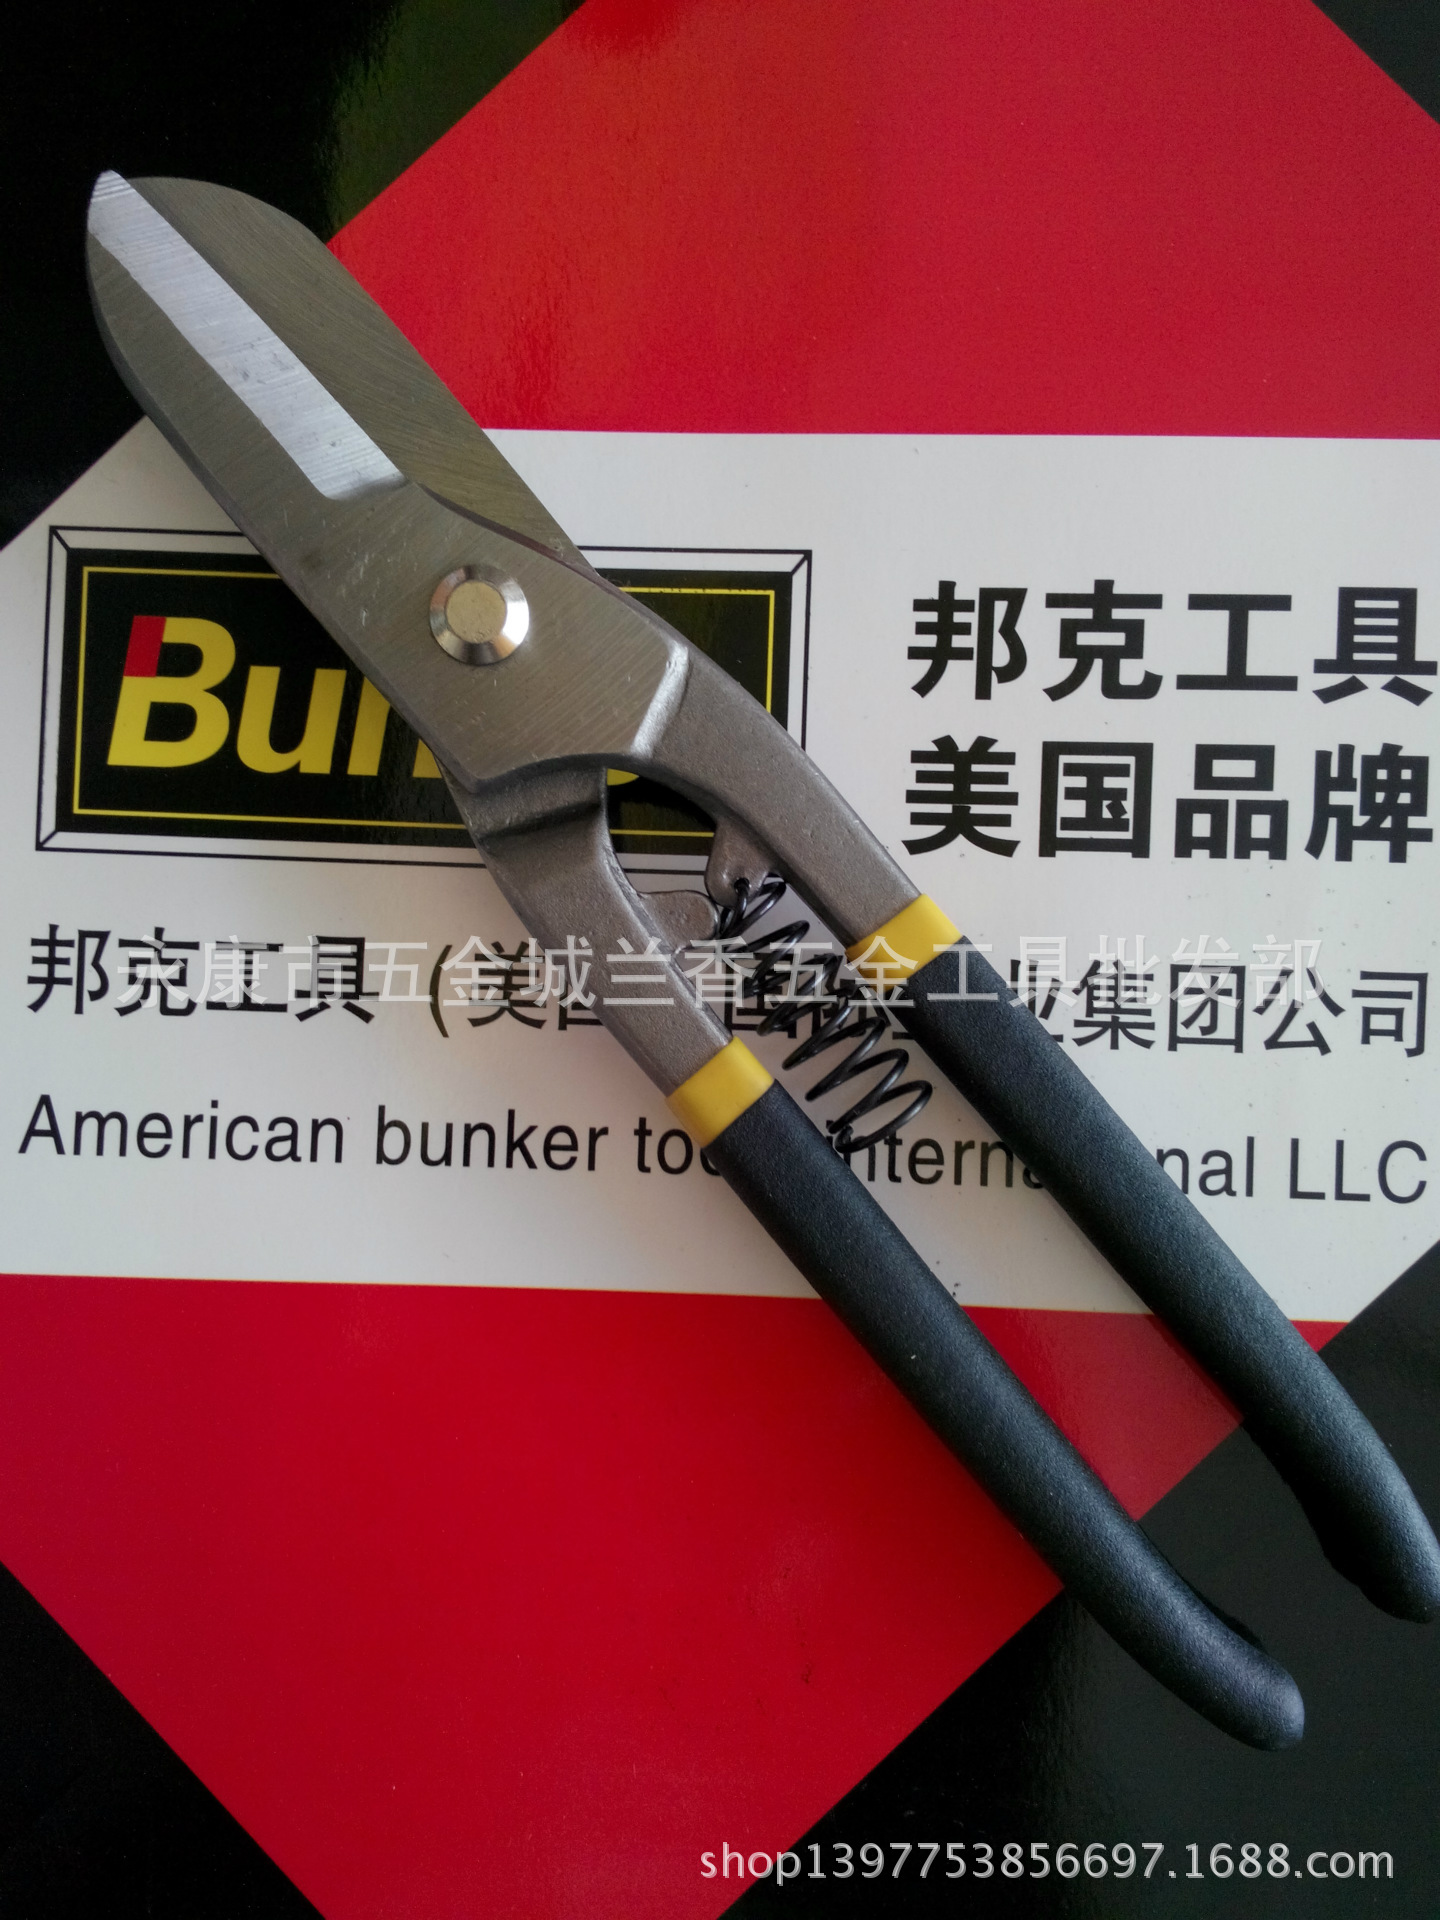 Bun
邦克工具
美国品牌
邦克工具(美国 国际 业集团公司
永康市五金城兰香五金工具批发部
American bunker too international LLC
shop1397753856697.1688.com